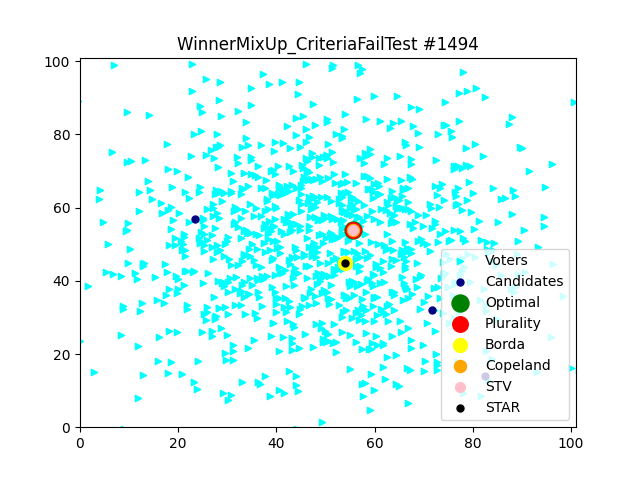 WinnerMixUp_CriteriaFailTest #1494
100
80
60
40
20
0
0
20
40
60
80
100
Voters
Candidates
Optimal
Plurality
Borda
Copeland
STV
STAR